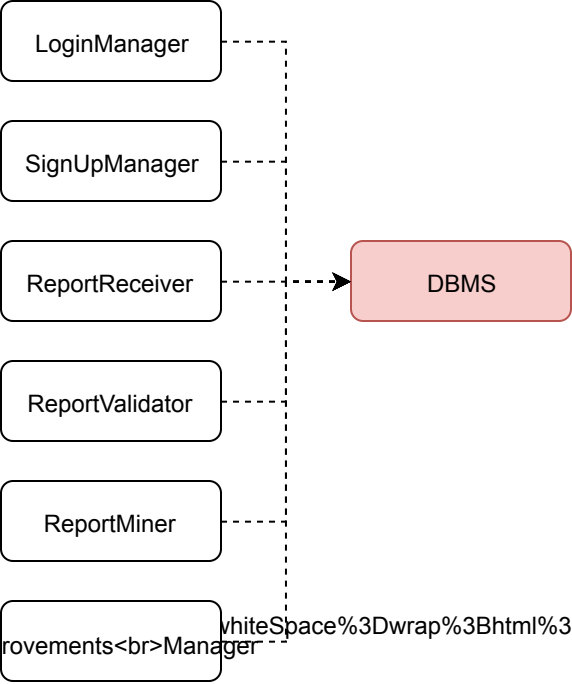 LoginManager
SignUpManager
ReportReceiver
DBMS
ReportValidator
ReportMiner
whiteSpace%3Dwrap%3Bhtml%3
rovements<br>Manager